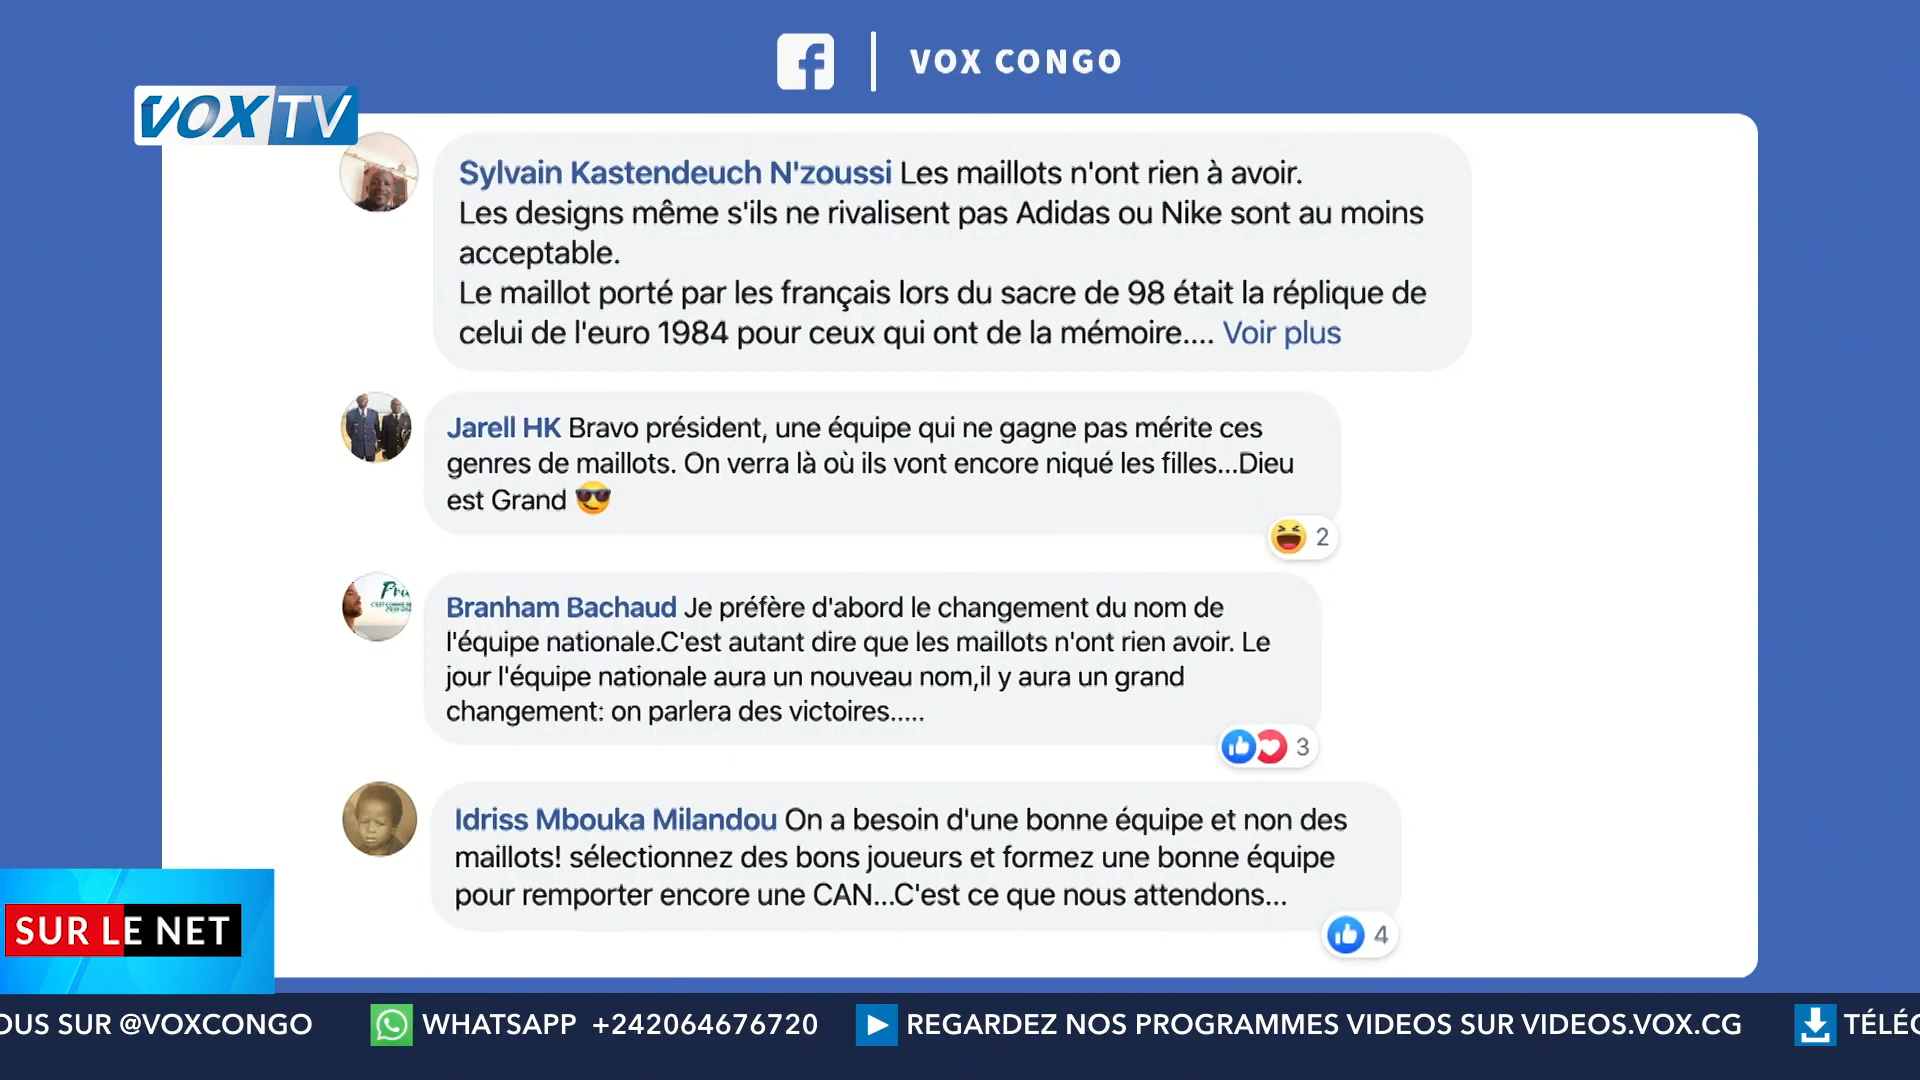 VOX CONGO
VOX TV
Sylvain Kastendeuch N'zoussi Les maillots n'ont rien à avoir.
Les designs même s'ils ne rivalisent pas Adidas ou Nike sont au moins
acceptable.
Le maillot porté par les français lors du sacre de 98 était la réplique de
celui de l'euro 1984 pour ceux qui ont de la mémoire.... Voir plus
Jarell HK Bravo président, une équipe qui ne gagne pas mérite ces
genres de maillots. On verra là où ils vont encore niqué les filles...Dieu
est Grand 😎
2
Branham Bachaud Je préfère d'abord le changement du nom de
l'équipe nationale.C'est autant dire que les maillots n'ont rien avoir. Le
jour l'équipe nationale aura un nouveau nom,il y aura un grand
changement: on parlera des victoires.....
3
Idriss Mbouka Milandou On a besoin d'une bonne équipe et non des
maillots! sélectionnez des bons joueurs et formez une bonne équipe
pour remporter encore une CAN...C'est ce que nous attendons...
4
SUR LE NET
OUS SUR @VOXCONGO WHATSAPP +242064676720 REGARDEZ NOS PROGRAMMES VIDEOS SUR VIDEOS.VOX.CG TÉLÉC